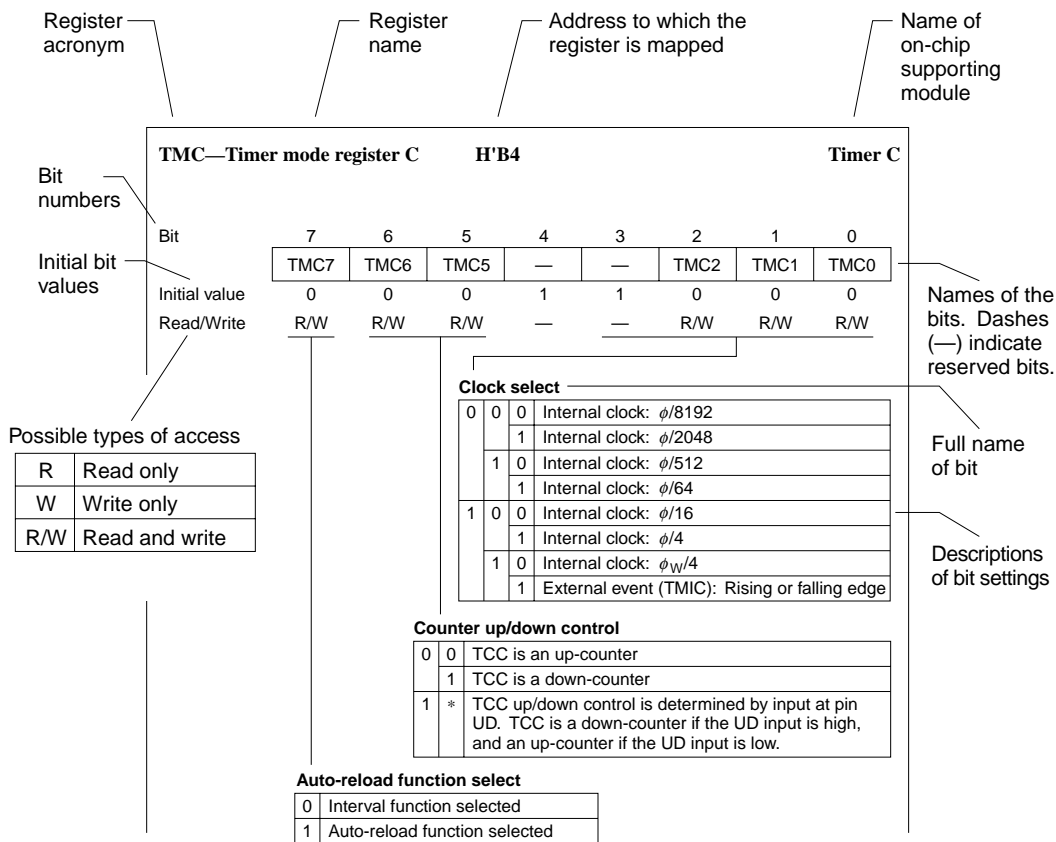 Register
acronym
Register
name
Address to which the
register is mapped
Name of
on-chip
supporting
module
TMC—Timer mode register C H'B4 Timer C
Bit
numbers
Bit 7 6 5 4 3 2 1 0
Initial bit
values
TMC7 TMC6 TMC5 — — TMC2 TMC1 TMC0
Initial value 0 0 0 1 1 0 0 0
Read/Write R/W R/W R/W — — R/W R/W R/W
Names of the
bits. Dashes
(—) indicate
reserved bits.
Possible types of access
R Read only
W Write only
R/W Read and write
Clock select
0 0 0 Internal clock: ϕ/8192
1 Internal clock: ϕ/2048
1 0 Internal clock: ϕ/512
1 Internal clock: ϕ/64
1 0 0 Internal clock: ϕ/16
1 Internal clock: ϕ/4
1 0 Internal clock: ϕW/4
1 External event (TMIC): Rising or falling edge
Full name
of bit
Descriptions
of bit settings
Counter up/down control
0 0 TCC is an up-counter
1 TCC is a down-counter
1 * TCC up/down control is determined by input at pin
UD. TCC is a down-counter if the UD input is high,
and an up-counter if the UD input is low.
Auto-reload function select
0 Interval function selected
1 Auto-reload function selected